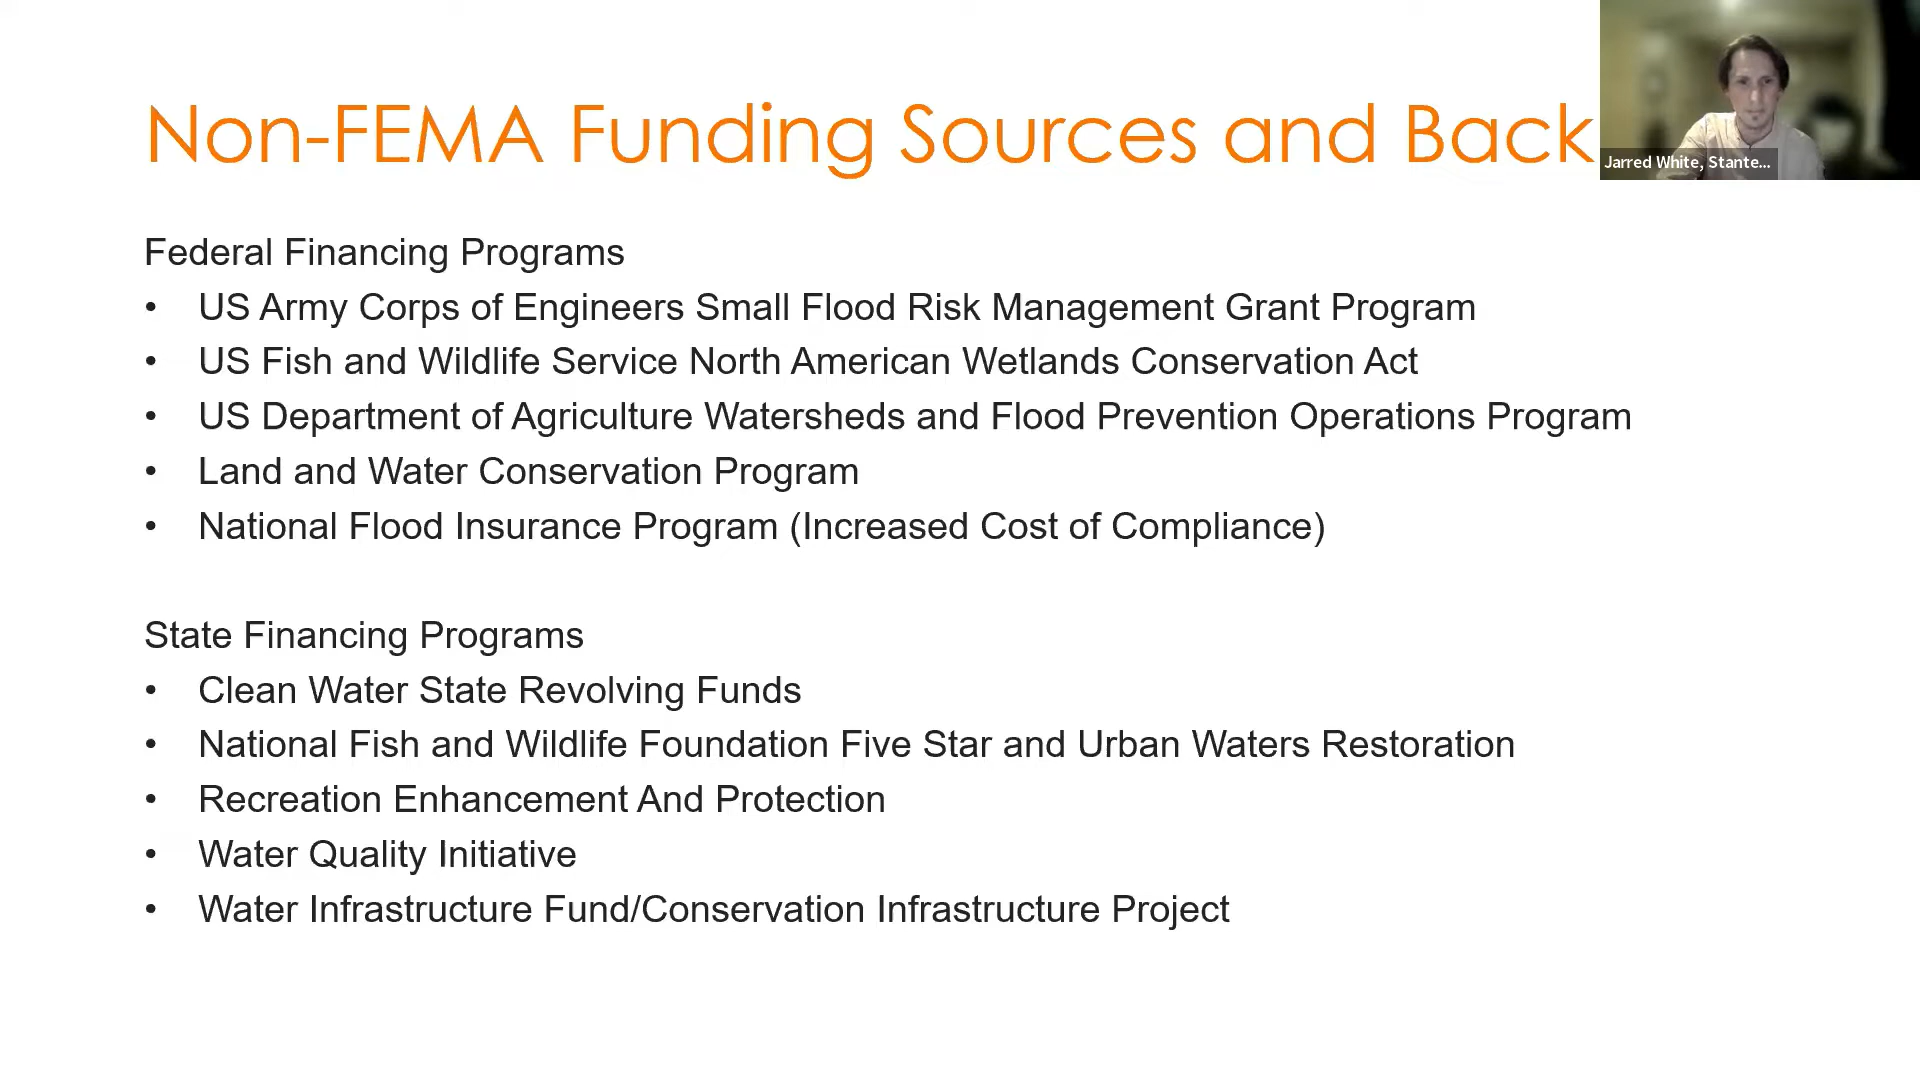 Non-FEMA Funding Sources and Back
Jarred White, Stante...
Federal Financing Programs
• US Army Corps of Engineers Small Flood Risk Management Grant Program
• US Fish and Wildlife Service North American Wetlands Conservation Act
• US Department of Agriculture Watersheds and Flood Prevention Operations Program
• Land and Water Conservation Program
• National Flood Insurance Program (Increased Cost of Compliance)
State Financing Programs
• Clean Water State Revolving Funds
• National Fish and Wildlife Foundation Five Star and Urban Waters Restoration
• Recreation Enhancement And Protection
• Water Quality Initiative
• Water Infrastructure Fund/Conservation Infrastructure Project